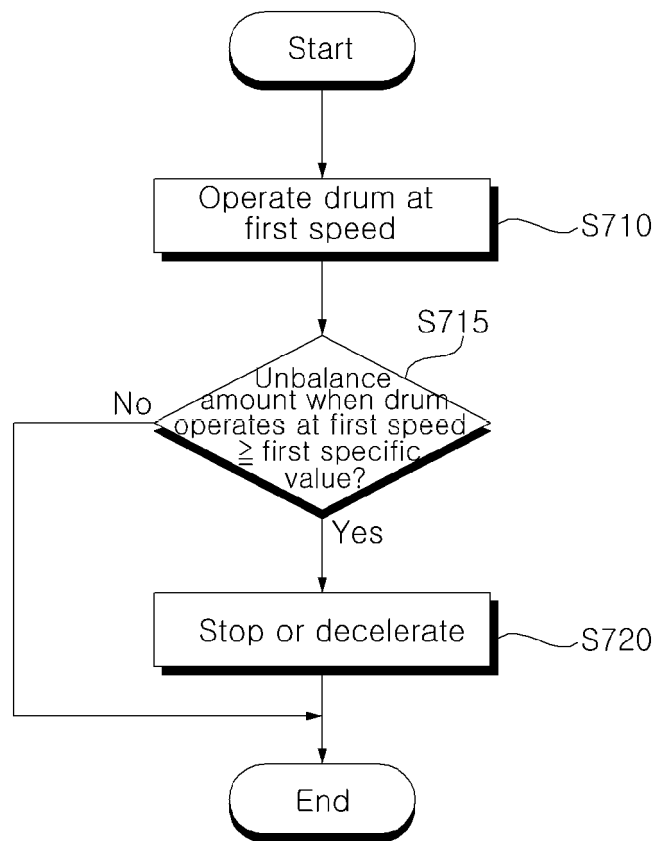 Start
Operate drum at
first speed
S710
S715
Unbalance
amount when drum
operates at first speed
≧ first specific
value?
No
Yes
Stop or decelerate
S720
End